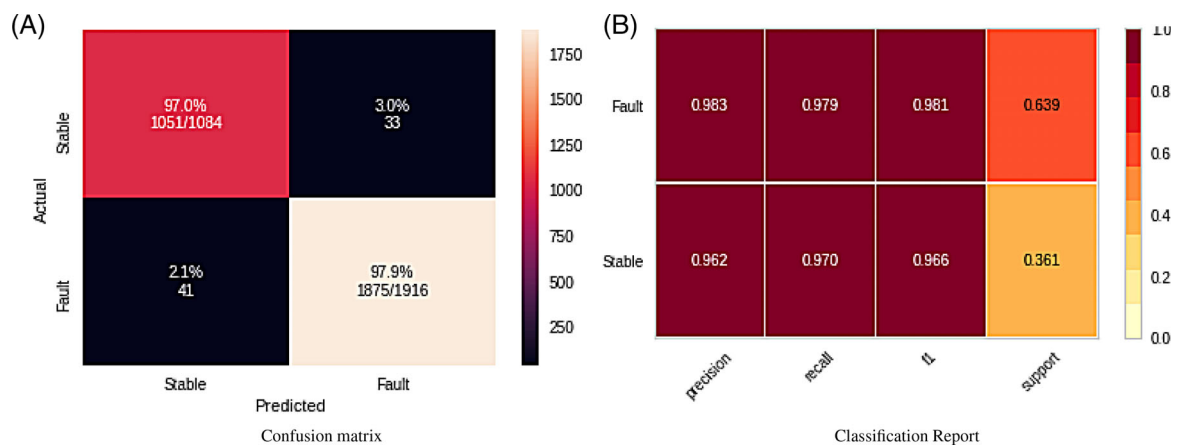 (A)
Stable
Fault
Actual
97.0%
1051/1084
3.0%
33
2.1%
41
97.9%
1875/1916
Stable
Fault
Predicted
1750
1500
1250
1000
750
500
250
Confusion matrix
(B)
Fault
Stable
0.983
0.979
0.981
0.639
0.962
0.970
0.966
0.361
precision
recall
f1
support
1.0
0.8
0.6
0.4
0.2
0.0
Classification Report